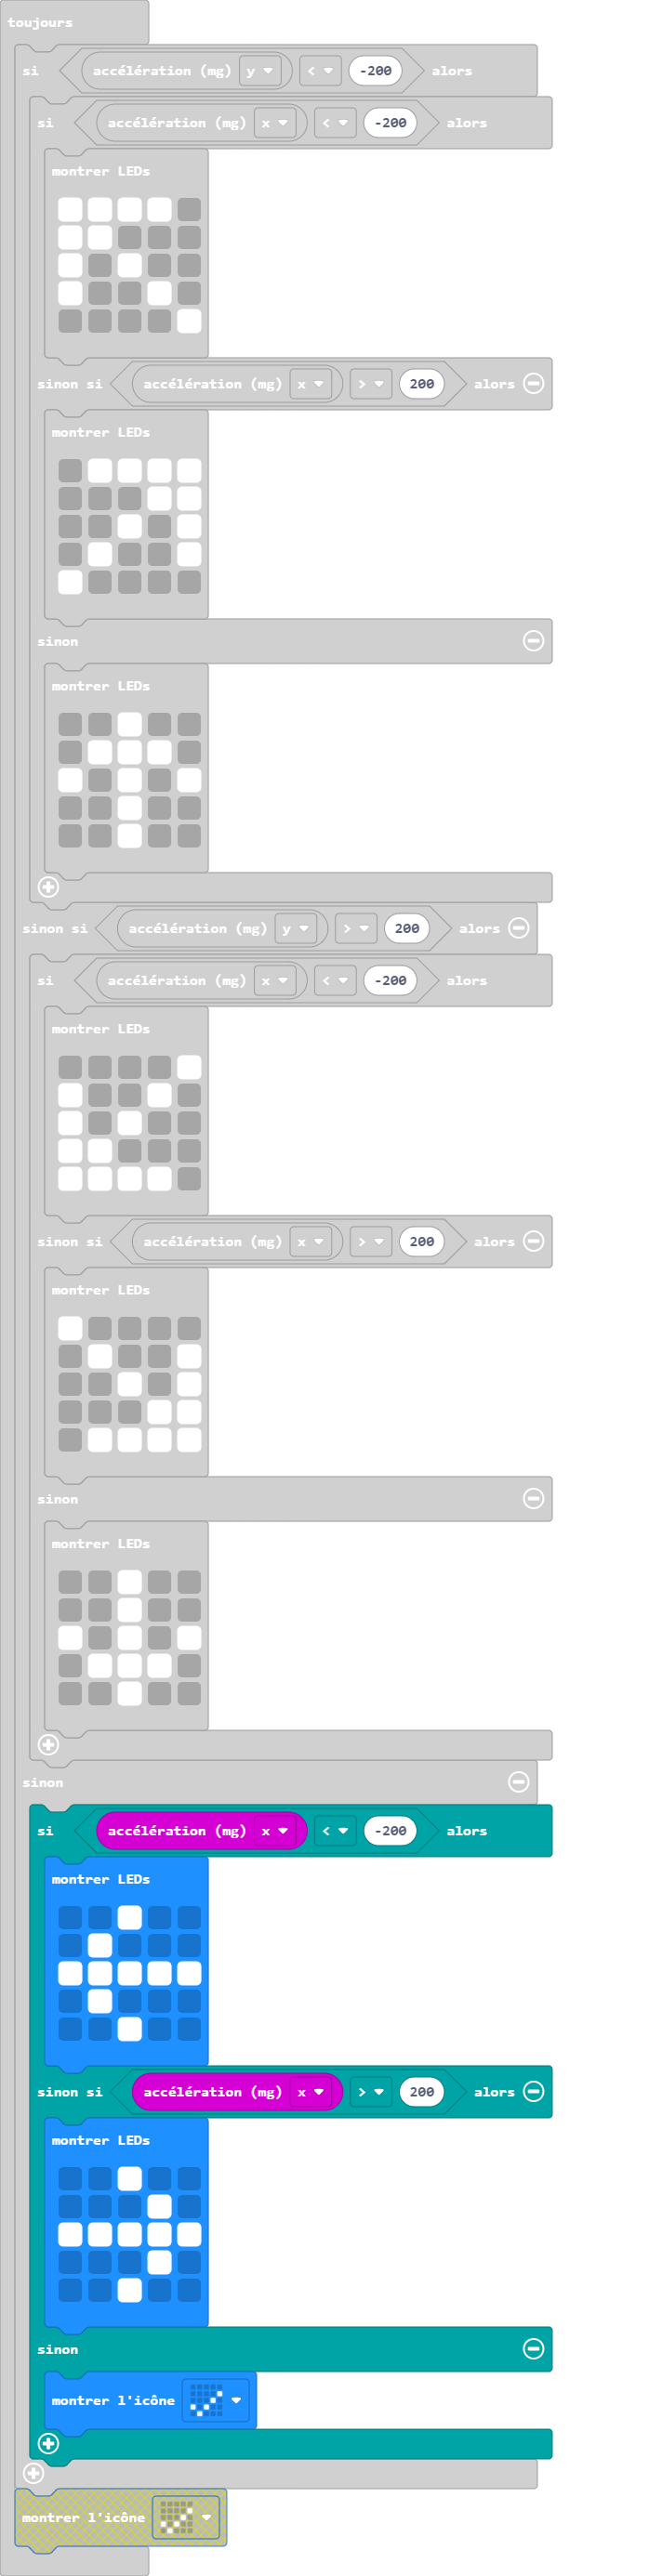 toujours
si accélération (mg) y < -200 alors
si accélération (mg) x < -200 alors
montrer LEDs
sinon si accélération (mg) x > 200 alors
montrer LEDs
sinon
montrer LEDs
sinon si accélération (mg) y > 200 alors
si accélération (mg) x < -200 alors
montrer LEDs
sinon si accélération (mg) x > 200 alors
montrer LEDs
sinon
montrer LEDs
sinon
si accélération (mg) x < -200 alors
montrer LEDs
sinon si accélération (mg) x > 200 alors
montrer LEDs
sinon
montrer l'icône
montrer l'icône